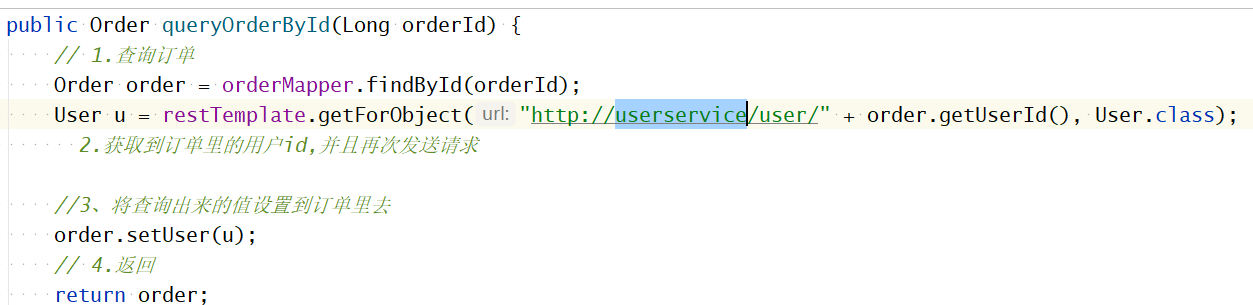 public Order queryOrderById(Long orderId) {
// 1.查询订单
Order order = orderMapper.findById(orderId);
User u = restTemplate.getForObject( url: "http://userservice/user/" + order.getUserId(), User.class);
2.获取到订单里的用户id,并且再次发送请求
//3、将查询出来的值设置到订单里去
order.setUser(u);
// 4.返回
return order;